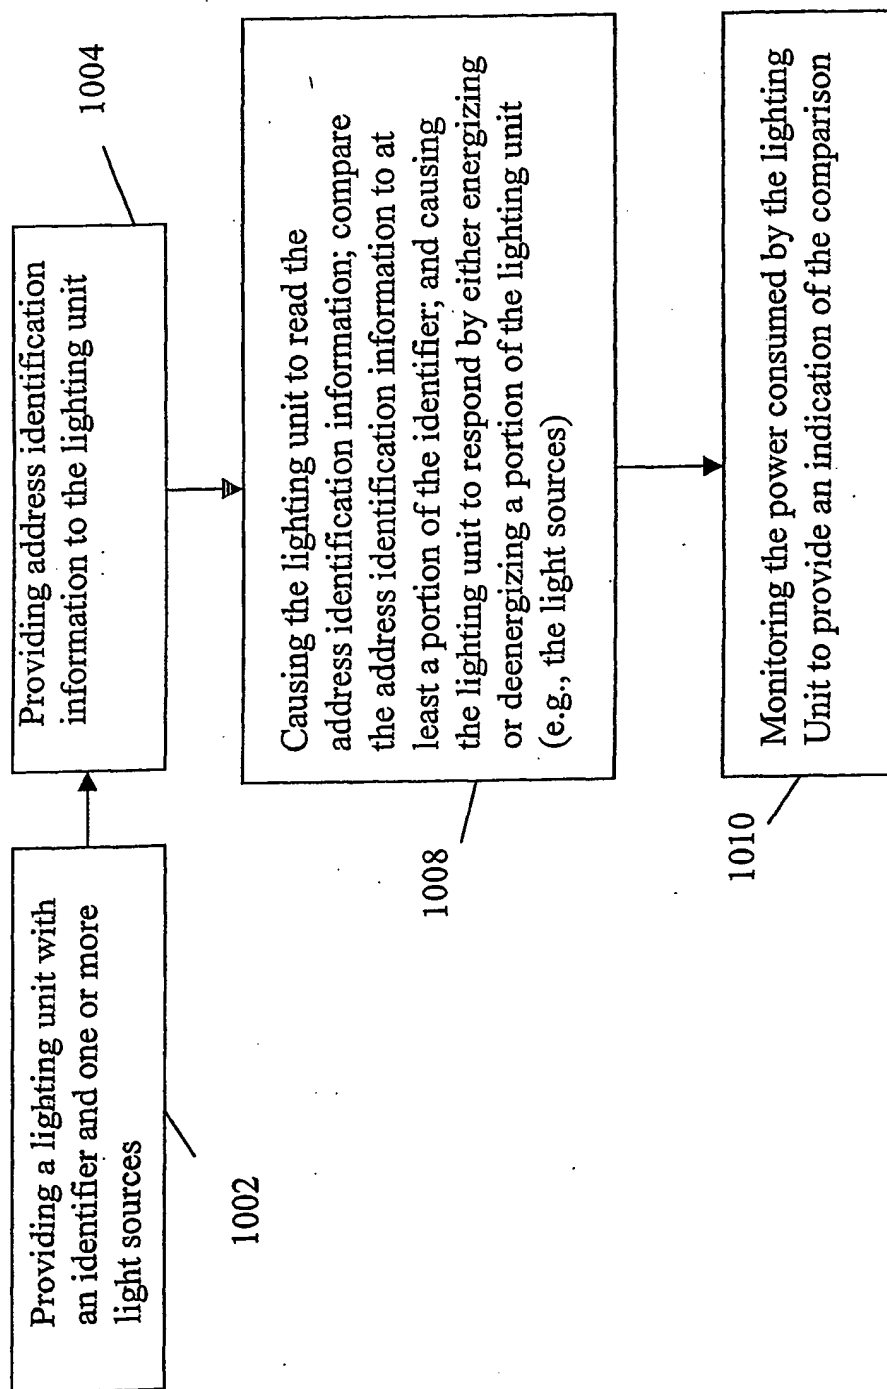 Providing a lighting unit with
an identifier and one or more
light sources
1002
Providing address identification
information to the lighting unit
1004
Causing the lighting unit to read the
address identification information; compare
the address identification information to at
least a portion of the identifier; and causing
the lighting unit to respond by either energizing
or deenergizing a portion of the lighting unit
(e.g., the light sources)
1008
Monitoring the power consumed by the lighting
Unit to provide an indication of the comparison
1010